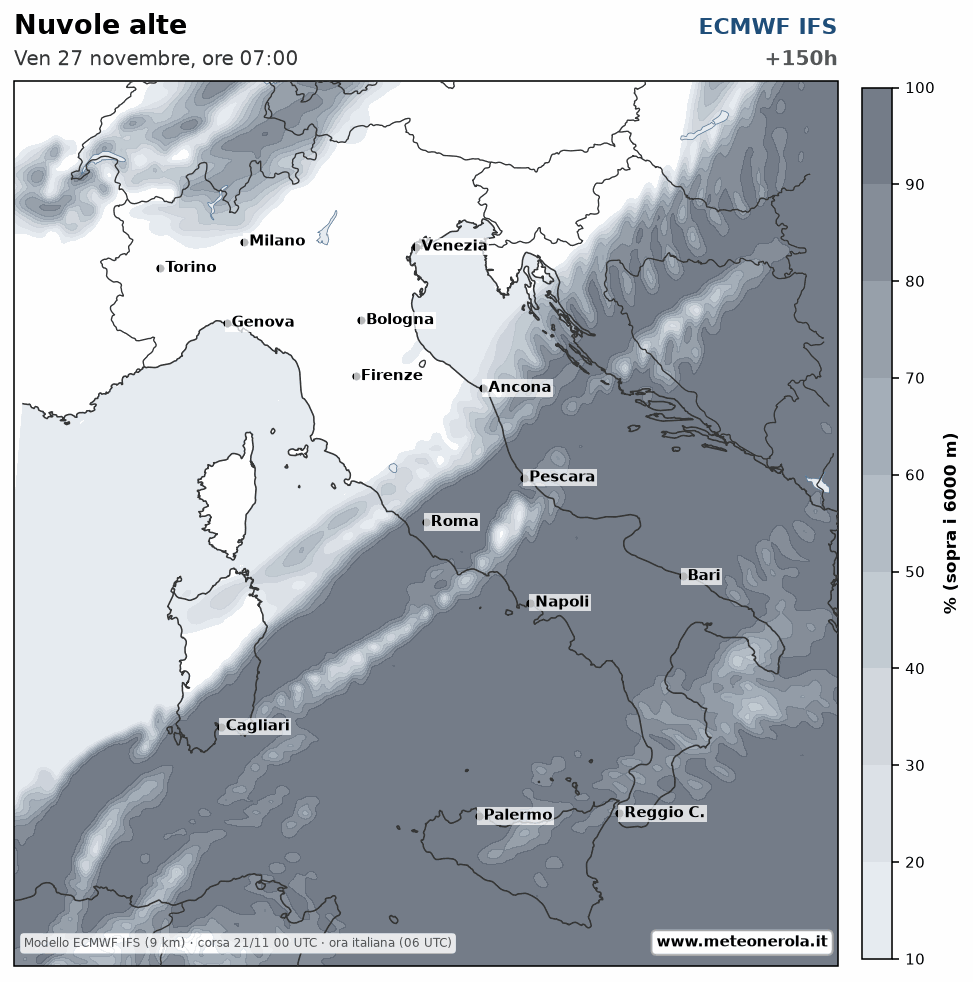 Nuvole alte
ECMWF IFS
Ven 27 novembre, ore 07:00
+150h
100
90
80
70
60
50
40
30
20
10
% (sopra i 6000 m)
Milano
Venezia
Torino
Genova
Bologna
Firenze
Ancona
Pescara
Roma
Bari
Napoli
Cagliari
Palermo
Reggio C.
Modello ECMWF IFS (9 km) · corsa 21/11 00 UTC · ora italiana (06 UTC)
www.meteonerola.it